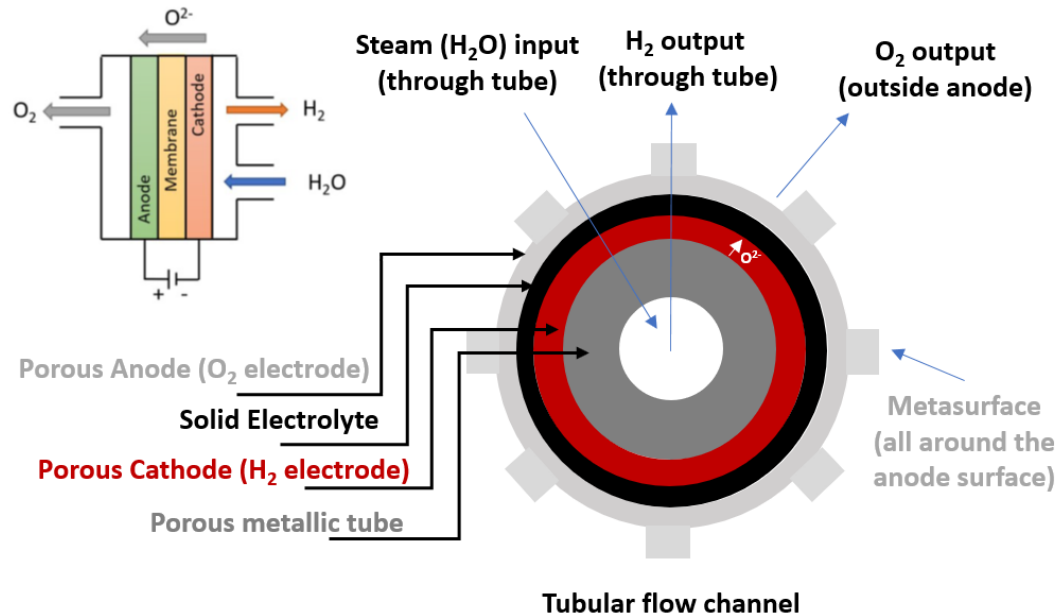 O²⁻
O₂
H₂
H₂O
Anode
Membrane
Cathode
+ -
Steam (H₂O) input
(through tube)
H₂ output
(through tube)
O₂ output
(outside anode)
O²⁻
Porous Anode (O₂ electrode)
Solid Electrolyte
Porous Cathode (H₂ electrode)
Porous metallic tube
Metasurface
(all around the
anode surface)
Tubular flow channel